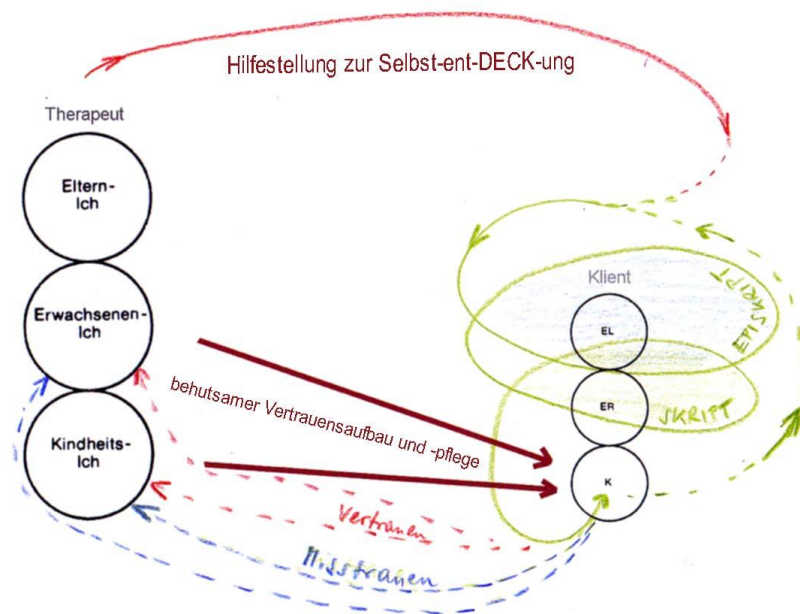 Hilfestellung zur Selbst-ent-DECK-ung
Therapeut
Eltern-
Ich
Erwachsenen-
Ich
Kindheits-
Ich
behutsamer Vertrauensaufbau und -pflege
Vertrauen
Misstrauen
Klient
EL
ER
K
EPISKRIPT
SKRIPT